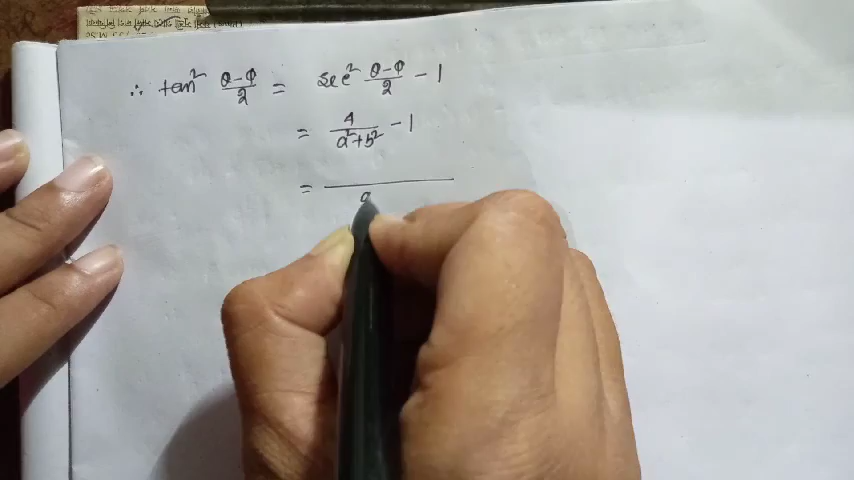 ∴ tan² (θ-φ)/2 = sec² (θ-φ)/2 - 1
= 4/(a²+b²) - 1
=